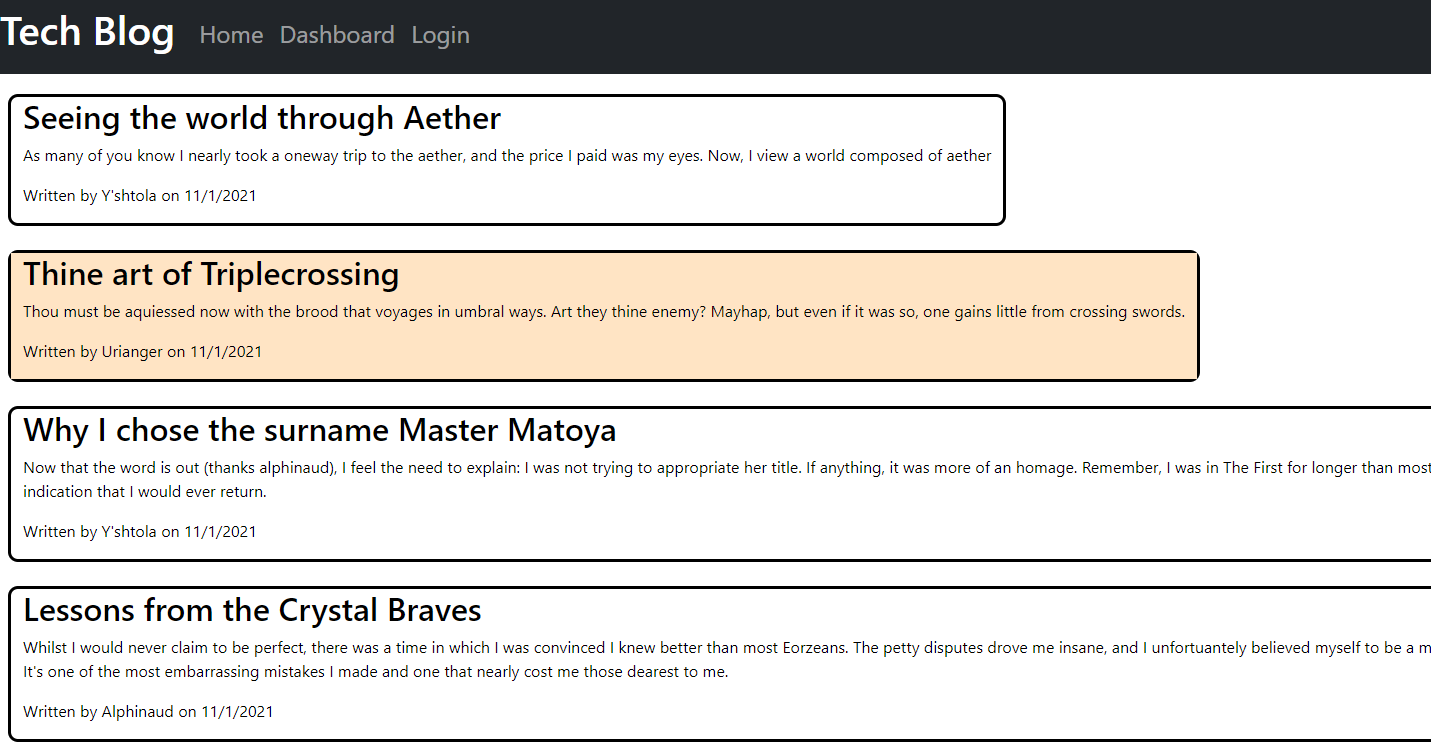 Tech Blog Home Dashboard Login
Seeing the world through Aether
As many of you know I nearly took a oneway trip to the aether, and the price I paid was my eyes. Now, I view a world composed of aether
Written by Y'shtola on 11/1/2021
Thine art of Triplecrossing
Thou must be aquiessed now with the brood that voyages in umbral ways. Art they thine enemy? Mayhap, but even if it was so, one gains little from crossing swords.
Written by Urianger on 11/1/2021
Why I chose the surname Master Matoya
Now that the word is out (thanks alphinaud), I feel the need to explain: I was not trying to appropriate her title. If anything, it was more of an homage. Remember, I was in The First for longer than most
indication that I would ever return.
Written by Y'shtola on 11/1/2021
Lessons from the Crystal Braves
Whilst I would never claim to be perfect, there was a time in which I was convinced I knew better than most Eorzeans. The petty disputes drove me insane, and I unfortuantely believed myself to be a
It's one of the most embarrassing mistakes I made and one that nearly cost me those dearest to me.
Written by Alphinaud on 11/1/2021